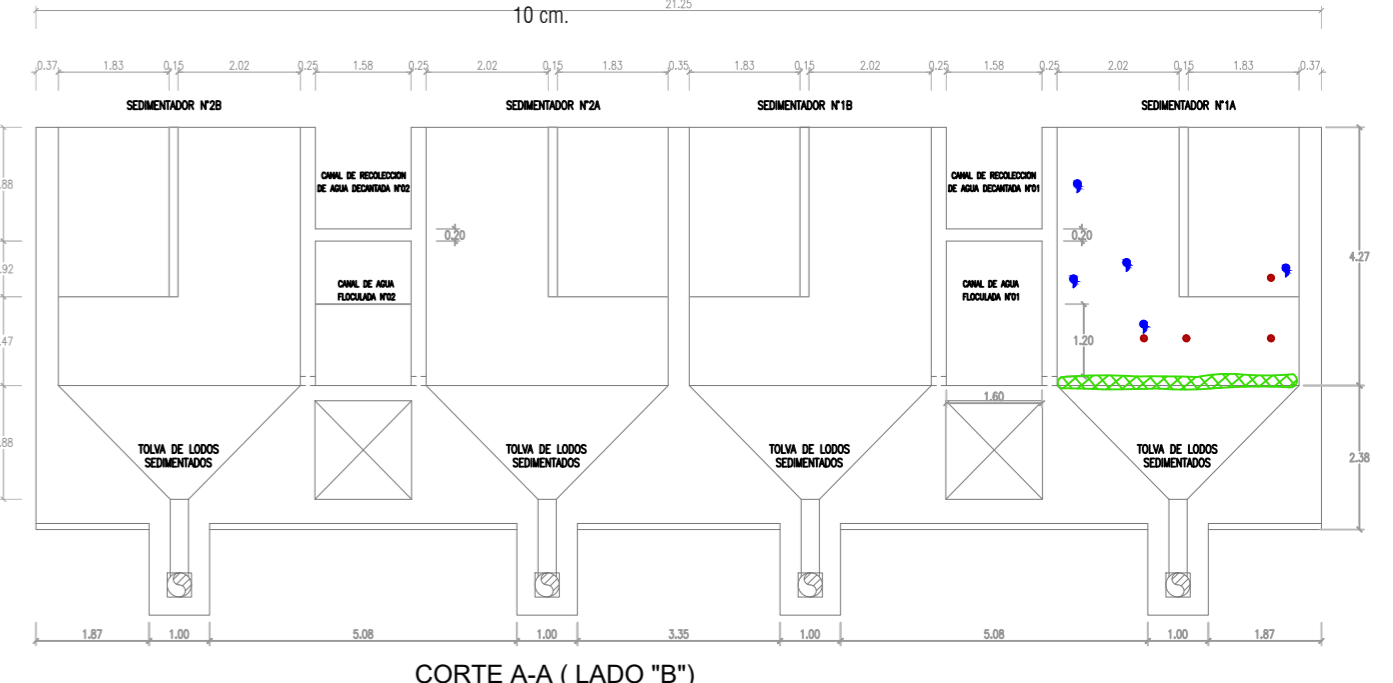 21.25
10 cm.
0.37 1.83 0.15 2.02 0.25 1.58 0.25 2.02 0.15 1.83 0.35 1.83 0.15 2.02 0.25 1.58 0.25 2.02 0.15 1.83 0.37
SEDIMENTADOR N°2B SEDIMENTADOR N°2A SEDIMENTADOR N°1B SEDIMENTADOR N°1A
CANAL DE RECOLECCION
DE AGUA DECANTADA N°02
CANAL DE RECOLECCION
DE AGUA DECANTADA N°01
.88
0.20
0.20
4.27
.92
CANAL DE AGUA
FLOCULADA N°02
CANAL DE AGUA
FLOCULADA N°01
.47
1.20
1.60
.88
TOLVA DE LODOS
SEDIMENTADOS
TOLVA DE LODOS
SEDIMENTADOS
TOLVA DE LODOS
SEDIMENTADOS
TOLVA DE LODOS
SEDIMENTADOS
2.38
1.87 1.00 5.08 1.00 3.35 1.00 5.08 1.00 1.87
CORTE A-A ( LADO "B")